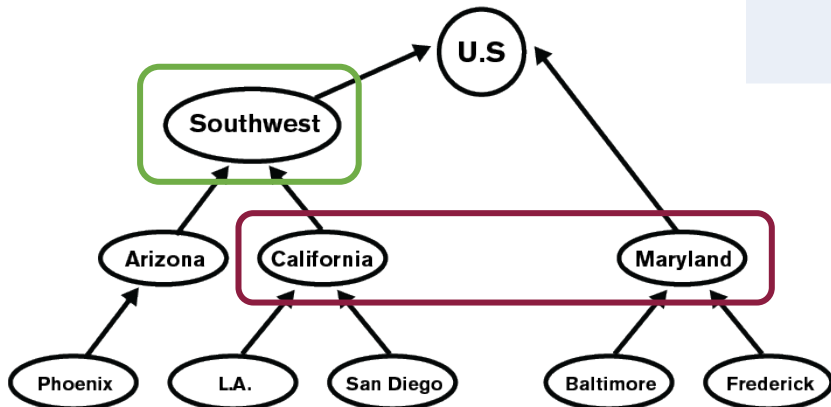 U.S
Southwest
Arizona
California
Maryland
Phoenix
L.A.
San Diego
Baltimore
Frederick